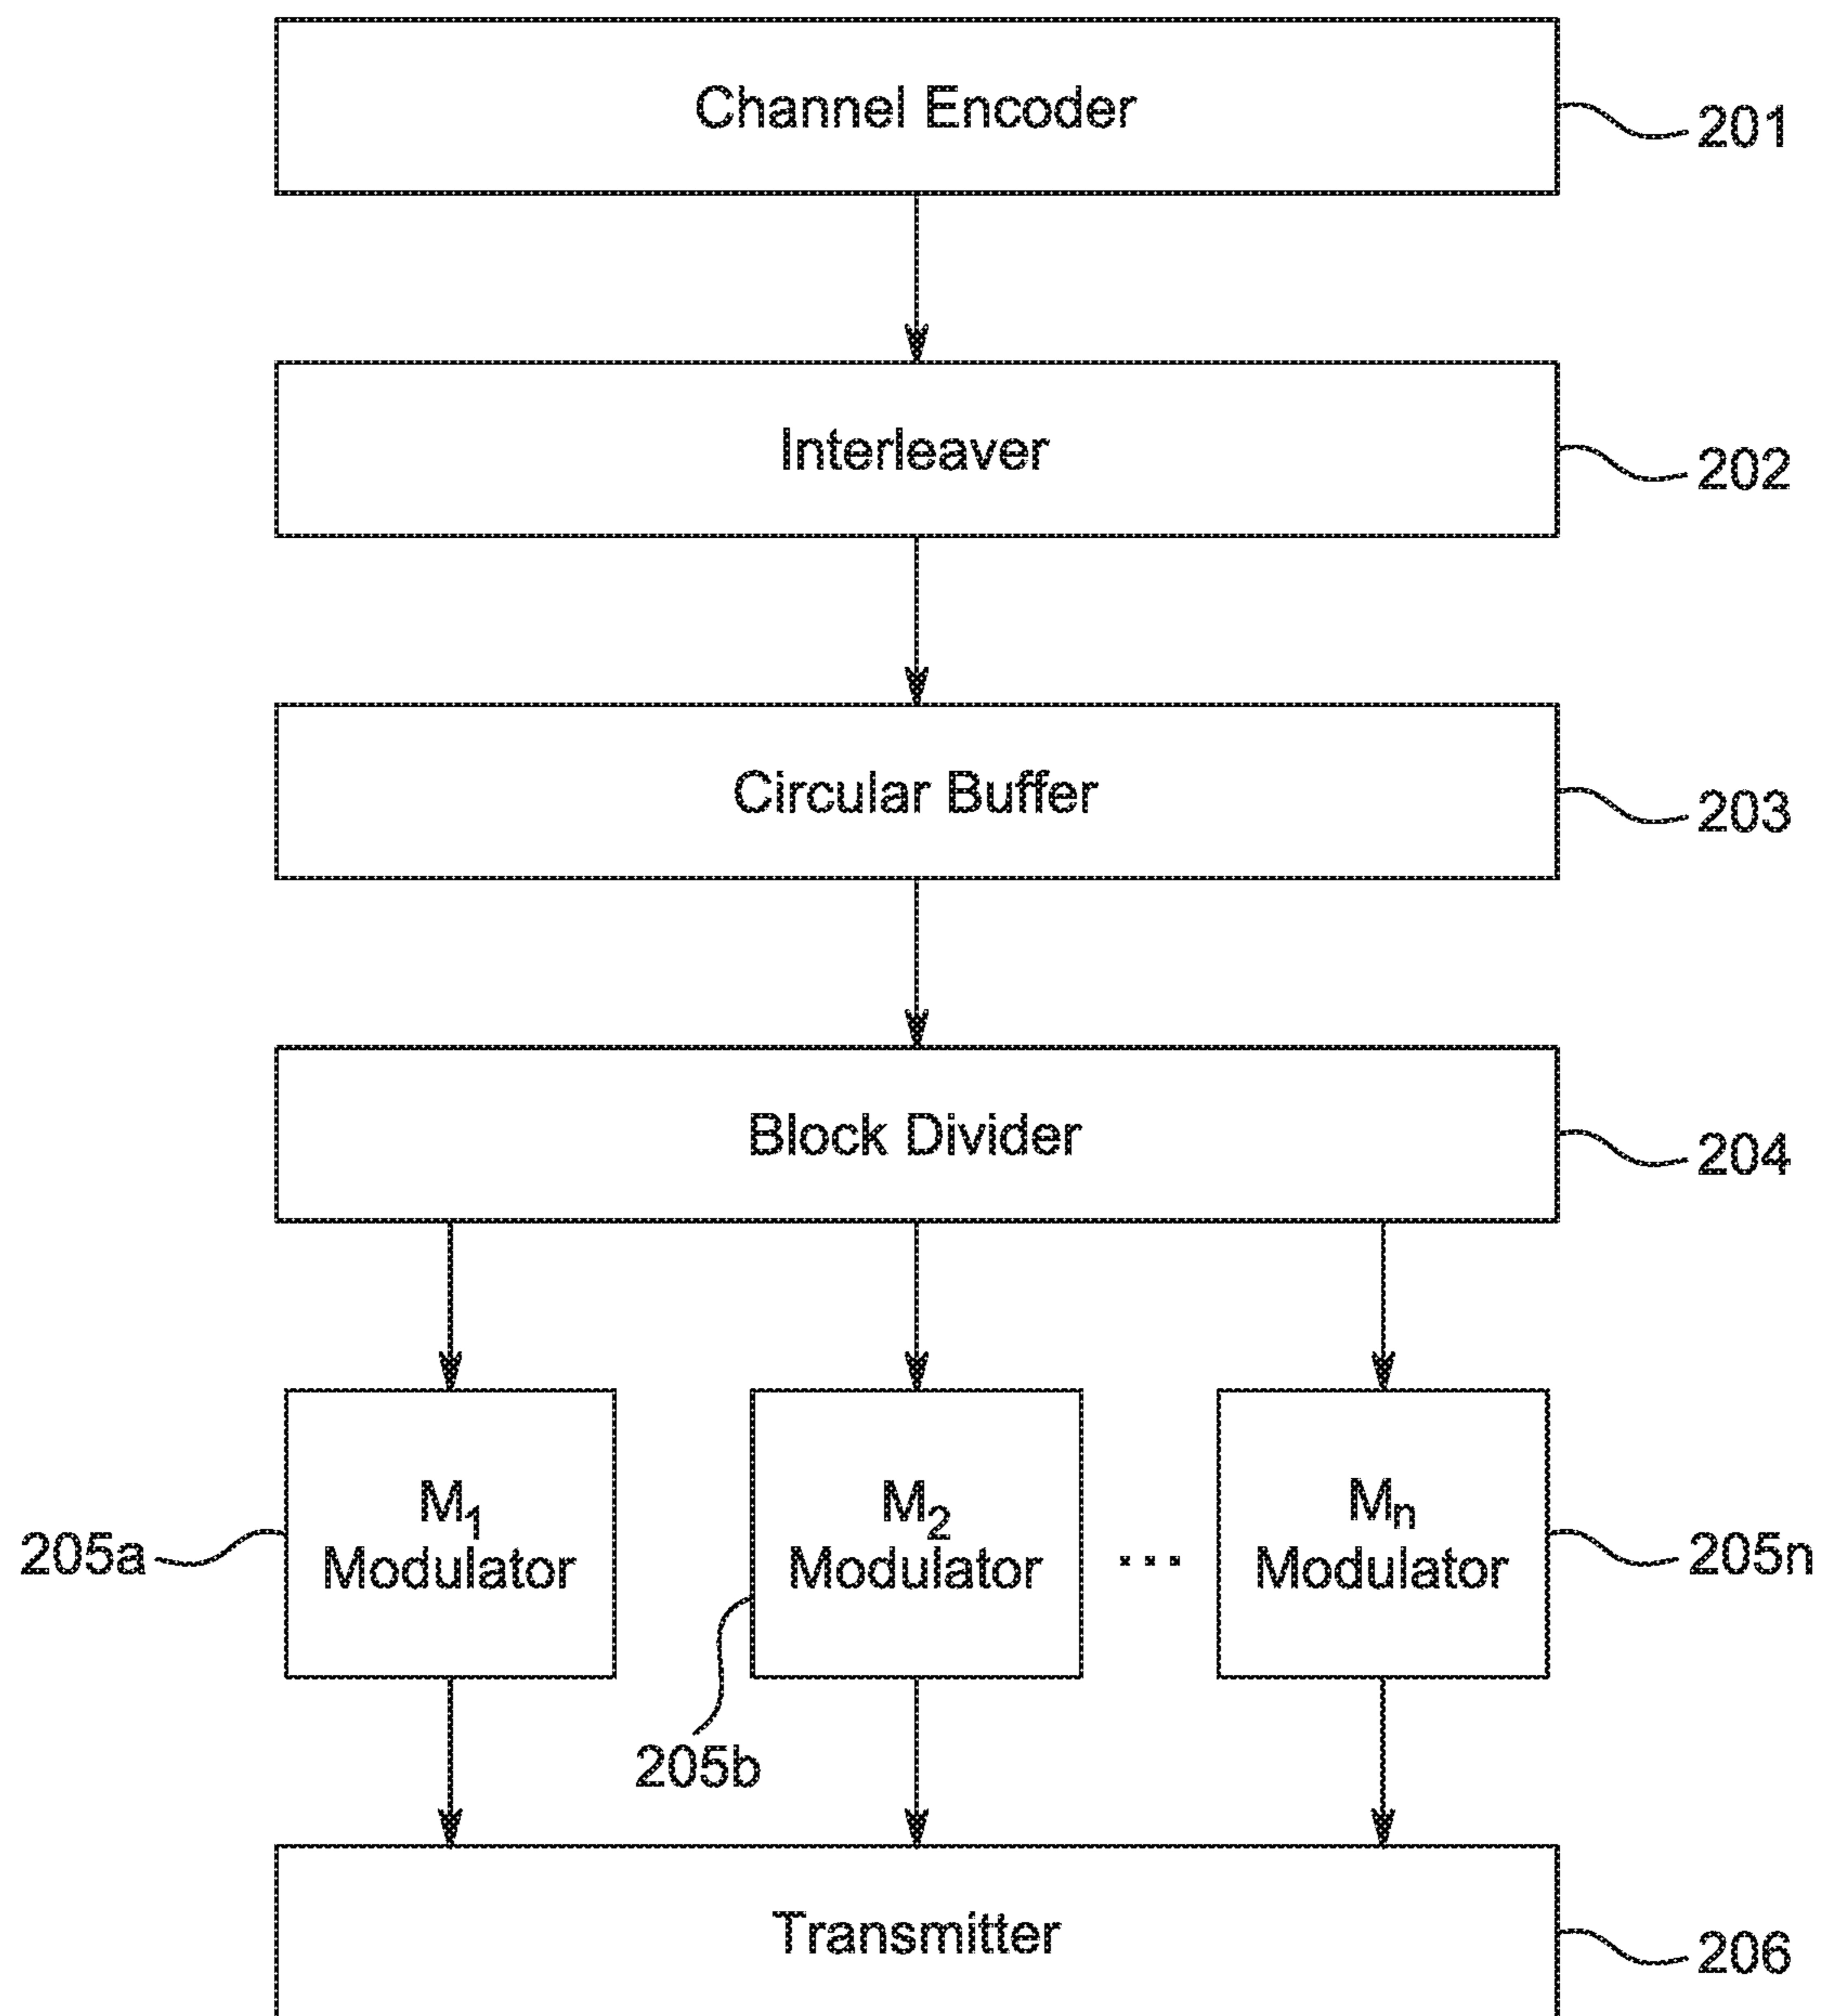 Channel Encoder
201
Interleaver
202
Circular Buffer
203
Block Divider
204
M1
Modulator
205a
M2
Modulator
205b
...
Mn
Modulator
205n
Transmitter
206